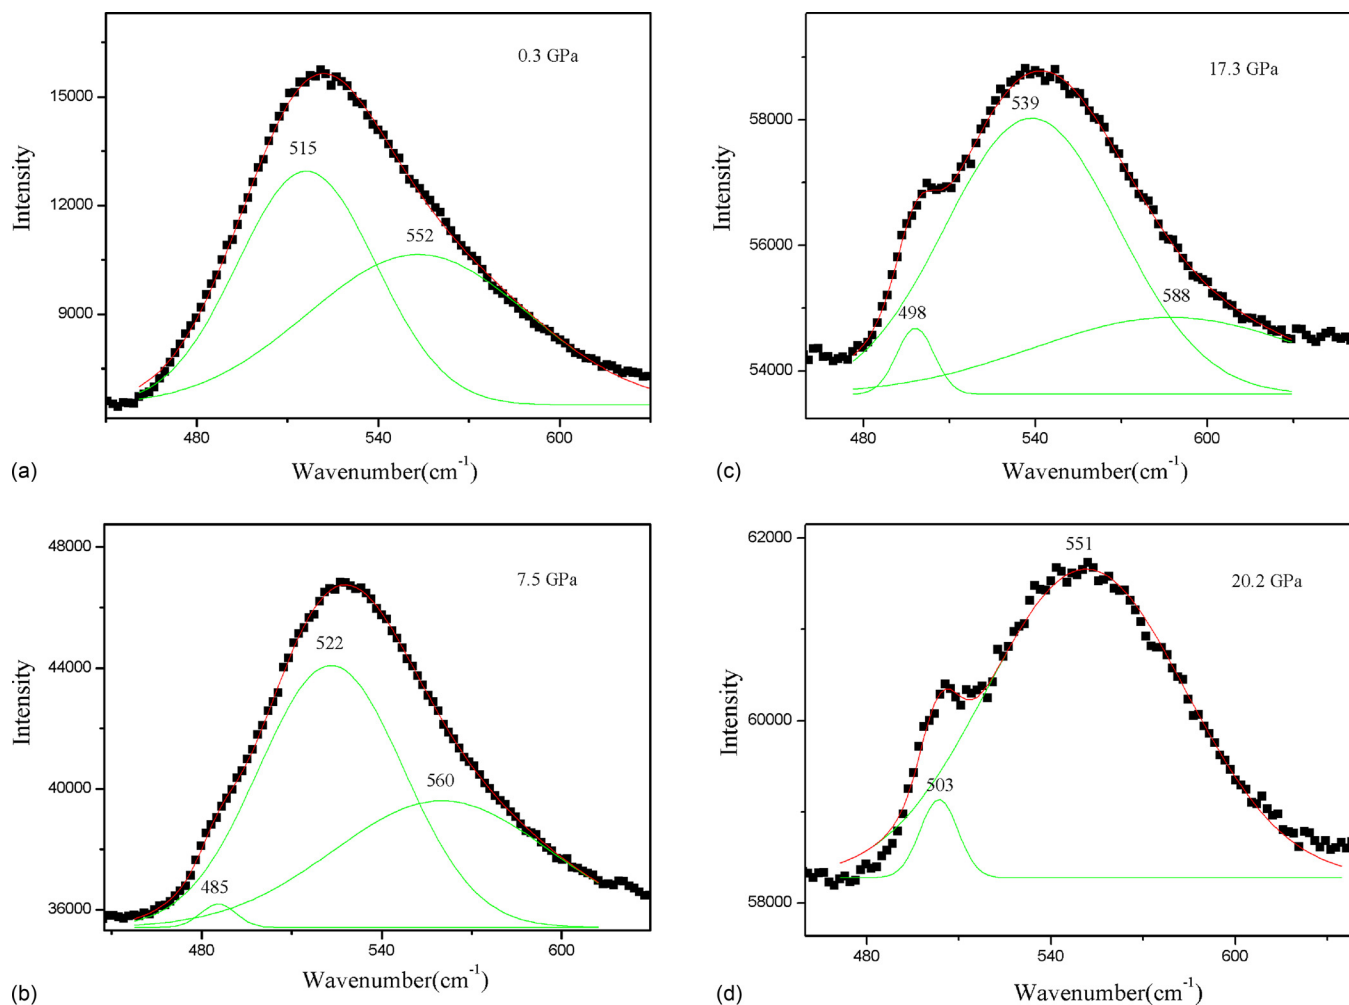 0.3 GPa
15000
515
12000
552
9000
480
540
600
Intensity
Wavenumber(cm-1)
(a)
17.3 GPa
539
58000
56000
588
498
54000
480
540
600
Intensity
Wavenumber(cm-1)
(c)
48000
7.5 GPa
522
44000
560
40000
485
36000
480
540
600
Intensity
Wavenumber(cm-1)
(b)
62000
551
20.2 GPa
60000
503
58000
480
540
600
Intensity
Wavenumber(cm-1)
(d)